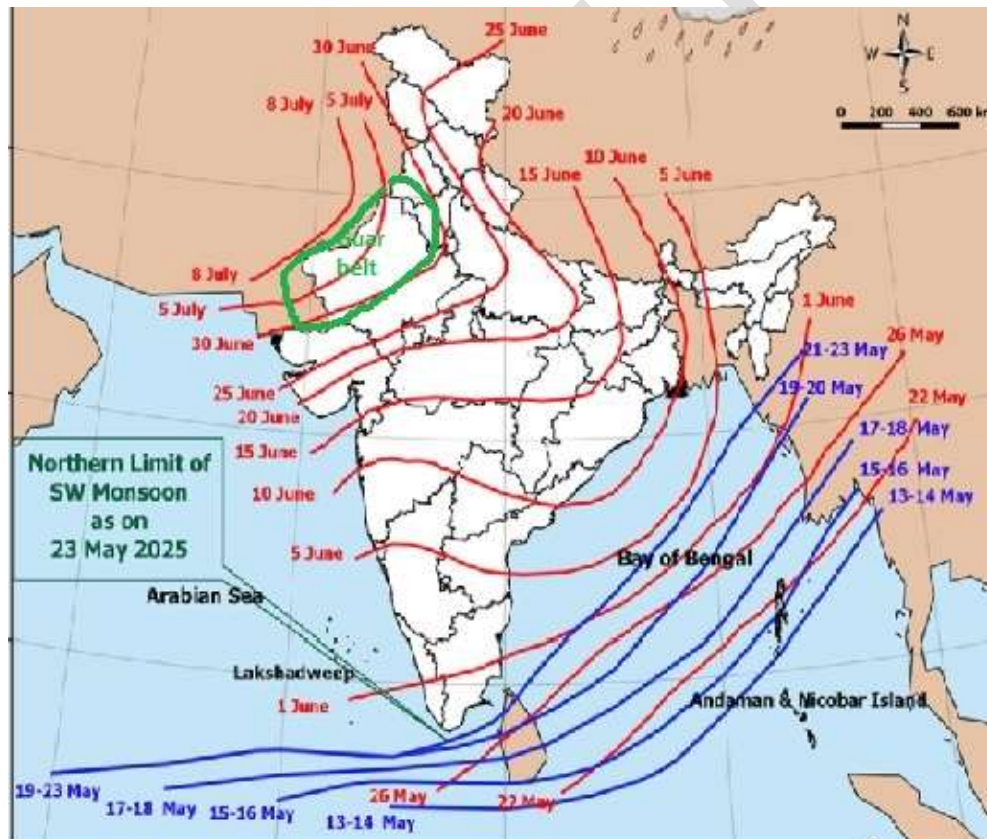 25 June
N
W E
S
30 June
8 July
5 July
20 June
0 200 400 600 km
15 June
10 June
5 June
Guar
belt
8 July
5 July
1 June
30 June
26 May
21-23 May
19-20 May
25 June
22 May
20 June
17-18 May
15 June
Northern Limit of
SW Monsoon
as on
23 May 2025
15-16 May
10 June
13-14 May
5 June
Bay of Bengal
Arabian Sea
Lakshadweep
1 June
Andaman & Nicobar Island
19-23 May
17-18 May
15-16 May
13-14 May
26 May
22 May